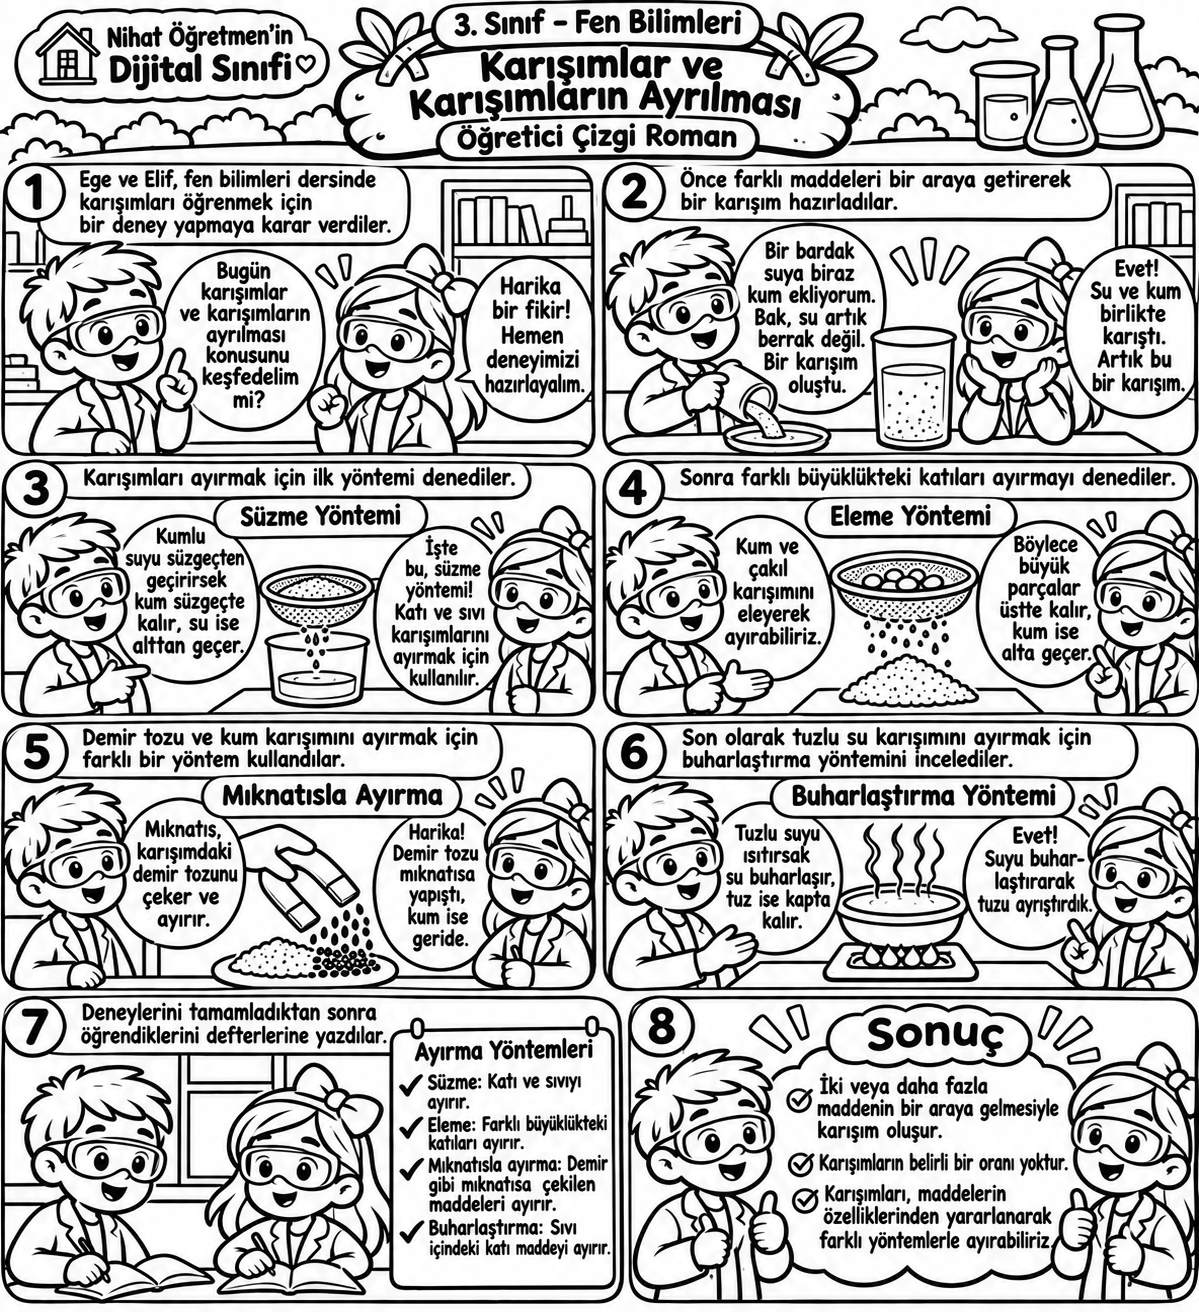 Nihat Öğretmen'in
Dijital Sınıfı
3. Sınıf - Fen Bilimleri
Karışımlar ve
Karışımların Ayrılması
Öğretici Çizgi Roman
1
Ege ve Elif, fen bilimleri dersinde
karışımları öğrenmek için
bir deney yapmaya karar verdiler.
Bugün
karışımlar
ve karışımların
ayrılması
konusunu
keşfedelim
mi?
Harika
bir fikir!
Hemen
deneyimizi
hazırlayalım.
2
Önce farklı maddeleri bir araya getirerek
bir karışım hazırladılar.
Bir bardak
suya biraz
kum ekliyorum.
Bak, su artık
berrak değil.
Bir karışım
oluştu.
Evet!
Su ve kum
birlikte
karıştı.
Artık bu
bir karışım.
3
Karışımları ayırmak için ilk yöntemi denediler.
Süzme Yöntemi
Kumlu
suyu süzgeçten
geçirirsek
kum süzgeçte
kalır, su ise
alttan geçer.
İşte
bu, süzme
yöntemi!
Katı ve sıvı
karışımlarını
ayırmak için
kullanılır.
4
Sonra farklı büyüklükteki katıları ayırmayı denediler.
Eleme Yöntemi
Kum ve
çakıl
karışımını
eleyerek
ayırabiliriz.
Böylece
büyük
parçalar
üstte kalır,
kum ise
alta geçer.
5
Demir tozu ve kum karışımını ayırmak için
farklı bir yöntem kullandılar.
Mıknatısla Ayırma
Mıknatıs,
karışımdaki
demir tozunu
çeker ve
ayırır.
Harika!
Demir tozu
mıknatısa
yapıştı,
kum ise
geride.
6
Son olarak tuzlu su karışımını ayırmak için
buharlaştırma yöntemini incelediler.
Buharlaştırma Yöntemi
Tuzlu suyu
ısıtırsak
su buharlaşır,
tuz ise kapta
kalır.
Evet!
Suyu buhar-
laştırarak
tuzu ayrıştırdık.
7
Deneylerini tamamladıktan sonra
öğrendiklerini defterlerine yazdılar.
Ayırma Yöntemleri
Süzme: Katı ve sıvıyı
ayırır.
Eleme: Farklı büyüklükteki
katıları ayırır.
Mıknatısla ayırma: Demir
gibi mıknatısa çekilen
maddeleri ayırır.
Buharlaştırma: Sıvı
içindeki katı maddeyi ayırır.
8
Sonuç
İki veya daha fazla
maddenin bir araya gelmesiyle
karışım oluşur.
Karışımların belirli bir oranı yoktur.
Karışımları, maddelerin
özelliklerinden yararlanarak
farklı yöntemlerle ayırabiliriz.